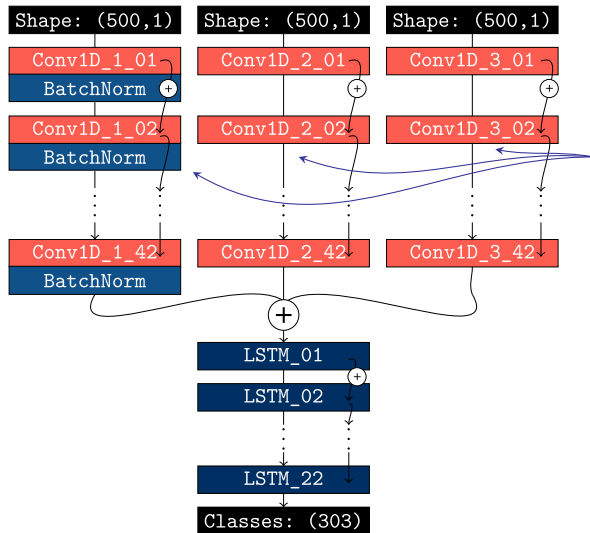 Shape: (500,1) Shape: (500,1) Shape: (500,1)
Conv1D_1_01 Conv1D_2_01 Conv1D_3_01
BatchNorm + + +
Conv1D_1_02 Conv1D_2_02 Conv1D_3_02
BatchNorm
Conv1D_1_42 Conv1D_2_42 Conv1D_3_42
BatchNorm
+
LSTM_01
+
LSTM_02
LSTM_22
Classes: (303)